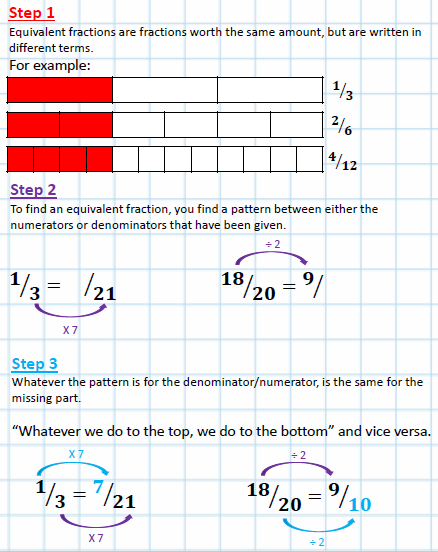 Step 1
Equivalent fractions are fractions worth the same amount, but are written in
different terms.
For example:
1/3
2/6
4/12
Step 2
To find an equivalent fraction, you find a pattern between either the
numerators or denominators that have been given.
÷ 2
1/3 = /21
18/20 = 9/
X 7
Step 3
Whatever the pattern is for the denominator/numerator, is the same for the
missing part.
“Whatever we do to the top, we do to the bottom” and vice versa.
X 7
÷ 2
1/3 = 7/21
18/20 = 9/10
X 7
÷ 2